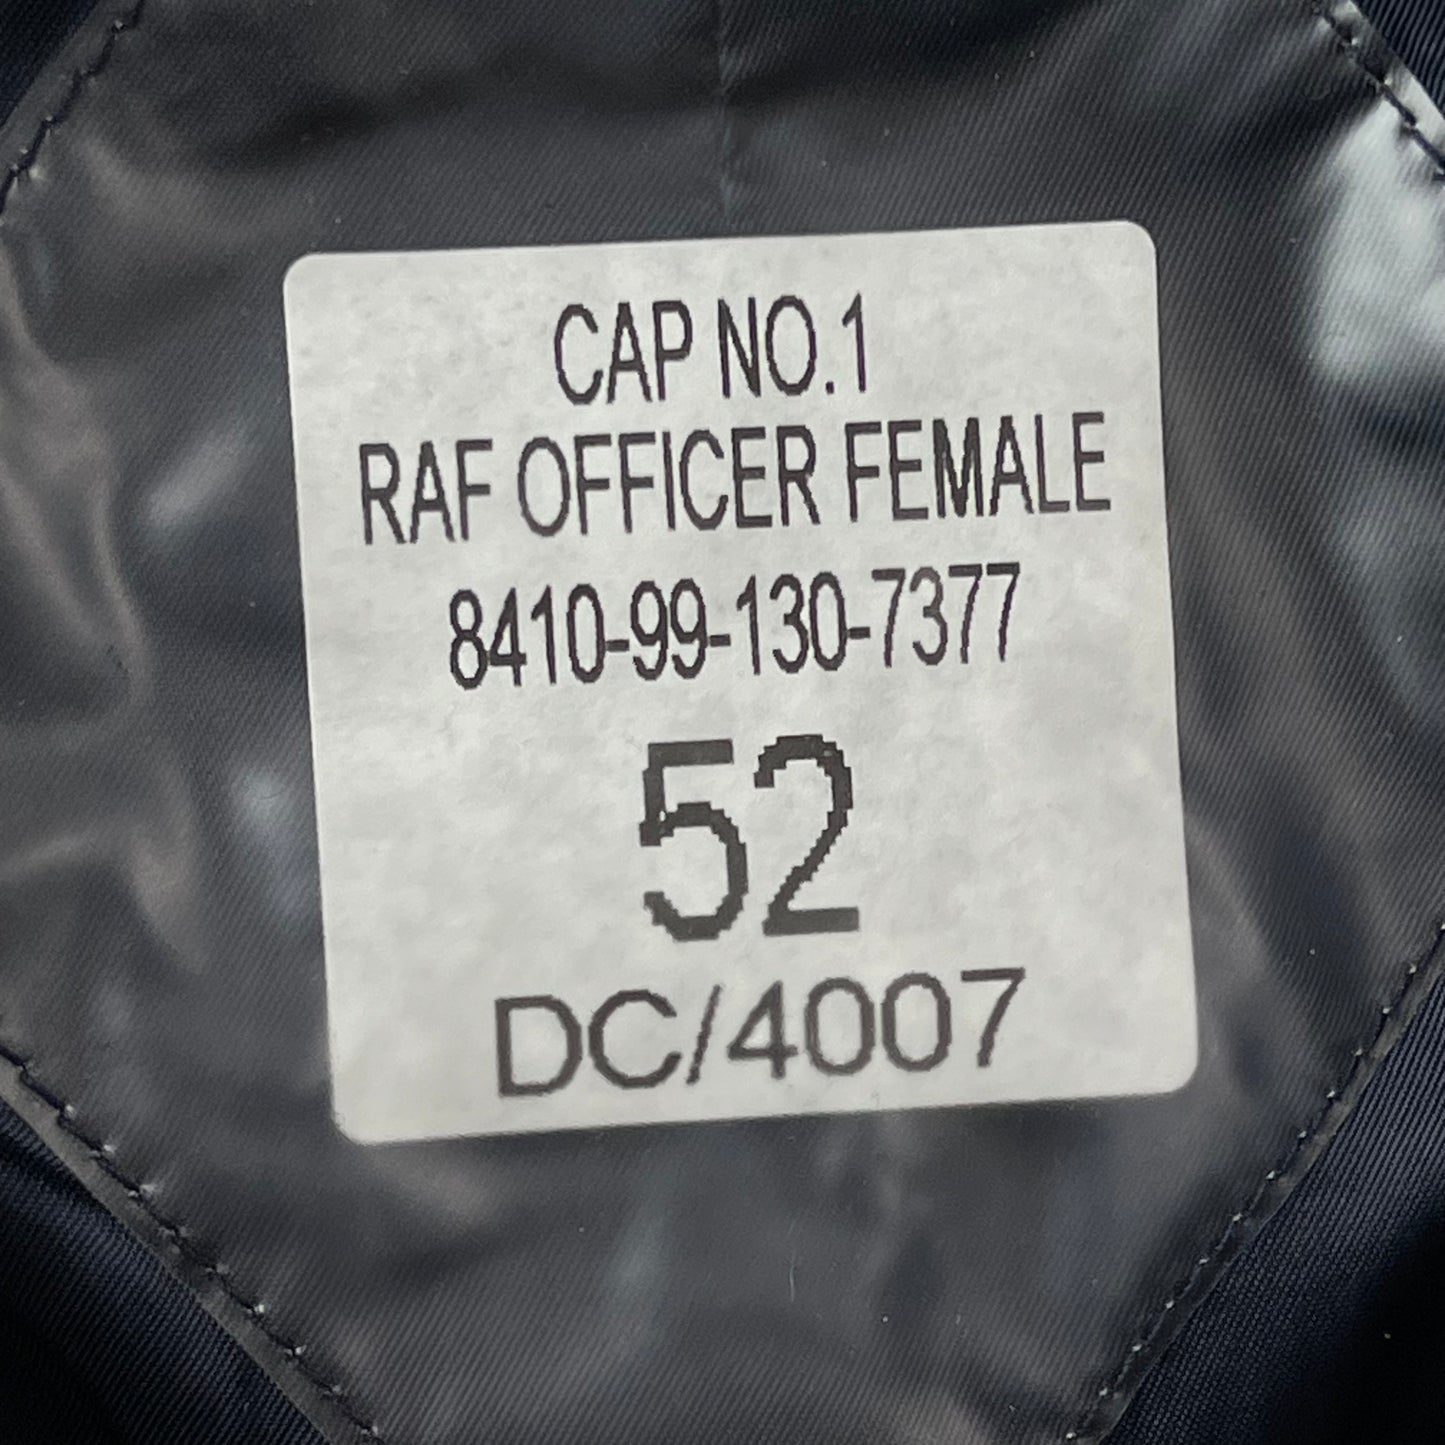 CAP NO.1
RAF OFFICER FEMALE
8410-99-130-7377
52
DC/4007